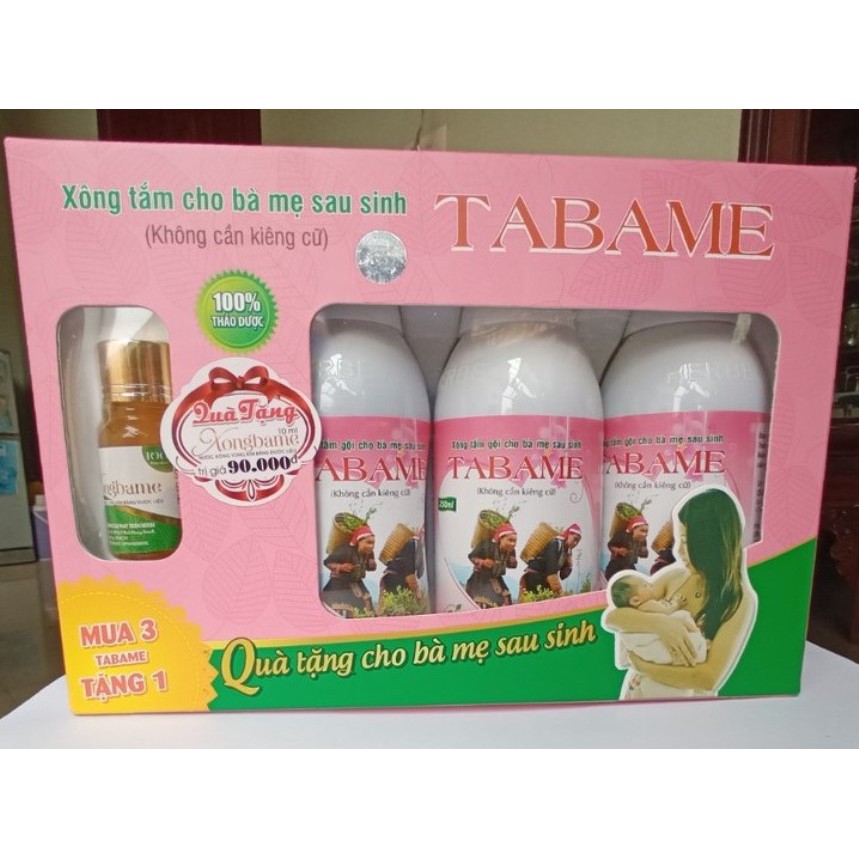 Xông tắm cho bà mẹ sau sinh
(Không cần kiêng cữ)
TABAME
100%
THẢO DƯỢC
Quà Tặng
10 ml
Xongbame
trị giá 90.000đ
ongbame
Xông tắm gội cho bà mẹ sau sinh
TABAME
(Không cần kiêng cữ)
250ml
tắm gội cho bà mẹ sau sinh
TABAME
(Không cần kiêng cữ)
Xông tắm gội cho bà mẹ sau sinh
TABAME
(Không cần kiêng cữ)
MUA 3
TABAME
TẶNG 1
Quà tặng cho bà mẹ sau sinh